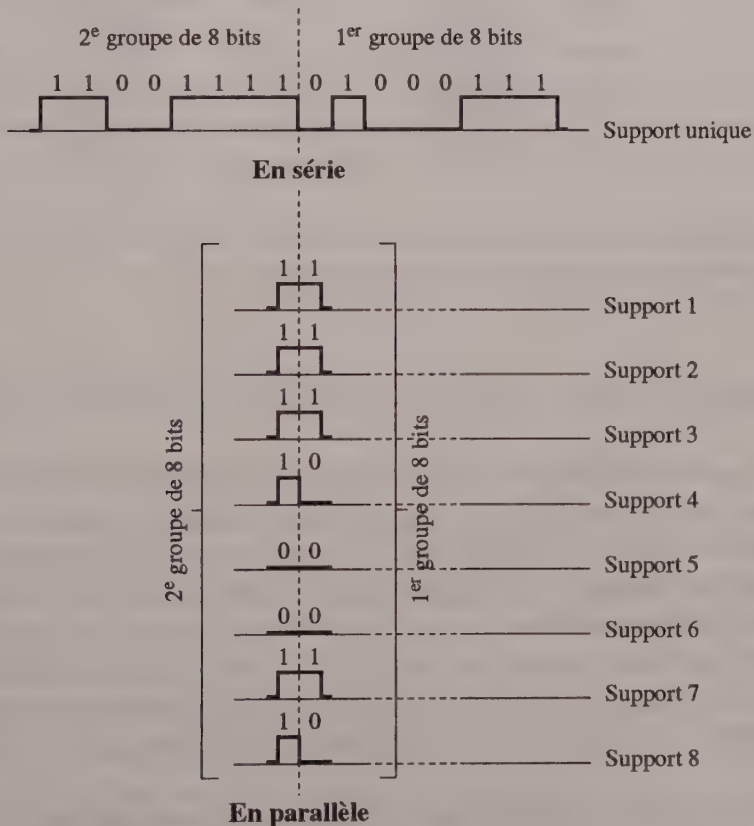 2e groupe de 8 bits 1er groupe de 8 bits
1 1 0 0 1 1 1 1 0 1 0 0 0 1 1 1
Support unique
En série
1 1
Support 1
1 1
Support 2
1 1
Support 3
1 0
Support 4
0 0
Support 5
0 0
Support 6
1 1
Support 7
1 0
Support 8
2e groupe de 8 bits
1er groupe de 8 bits
En parallèle